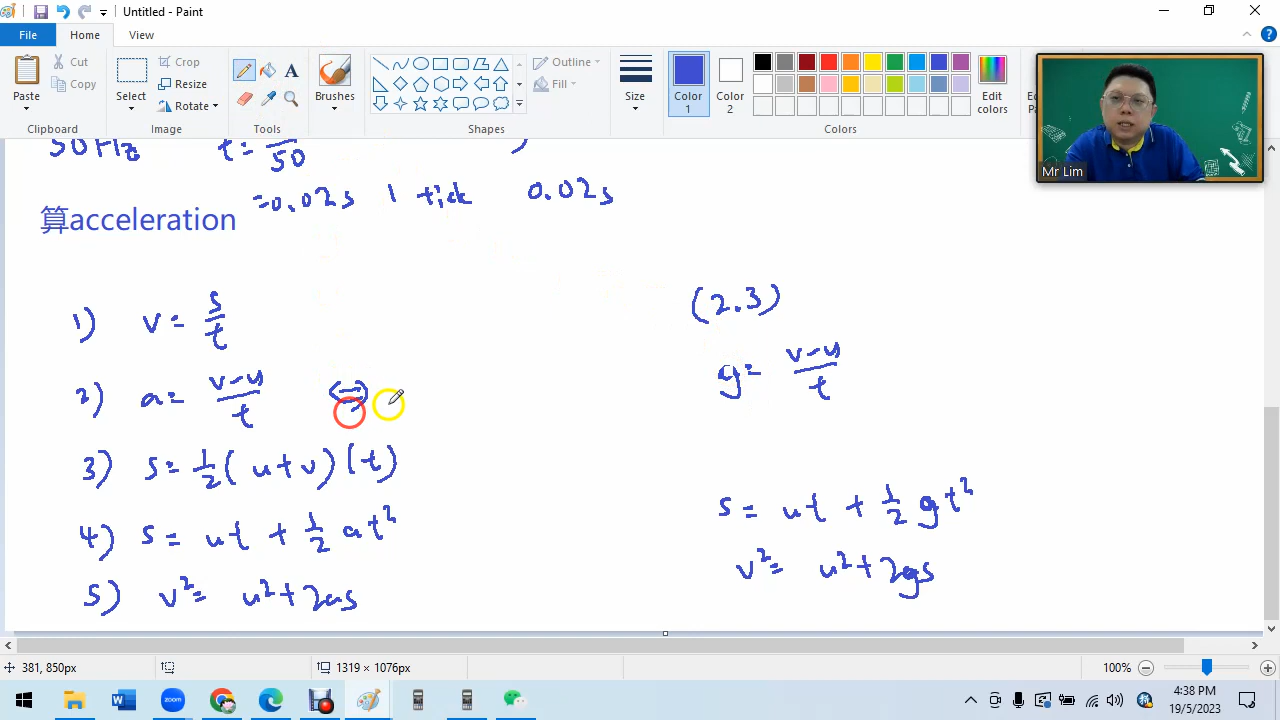 Untitled - Paint
File Home View
Paste
Cut
Copy
Clipboard
Select
Crop
Resize
Rotate
Image
A
Tools
Brushes
Shapes
Outline
Fill
Size
Color 1
Color 2
Edit colors
Colors
Mr Lim
50Hz t= /50
=0.02s 1 tick 0.02s
算acceleration
(2.3)
1) v = s/t
g = v-u/t
2) a = v-u/t
3) s = 1/2 (u+v)(t)
s = ut + 1/2 gt²
4) s = ut + 1/2 at²
v² = u²+2gs
5) v² = u²+2as
381, 850px
1319 × 1076px
100%
zoom
4:38 PM
19/5/2023